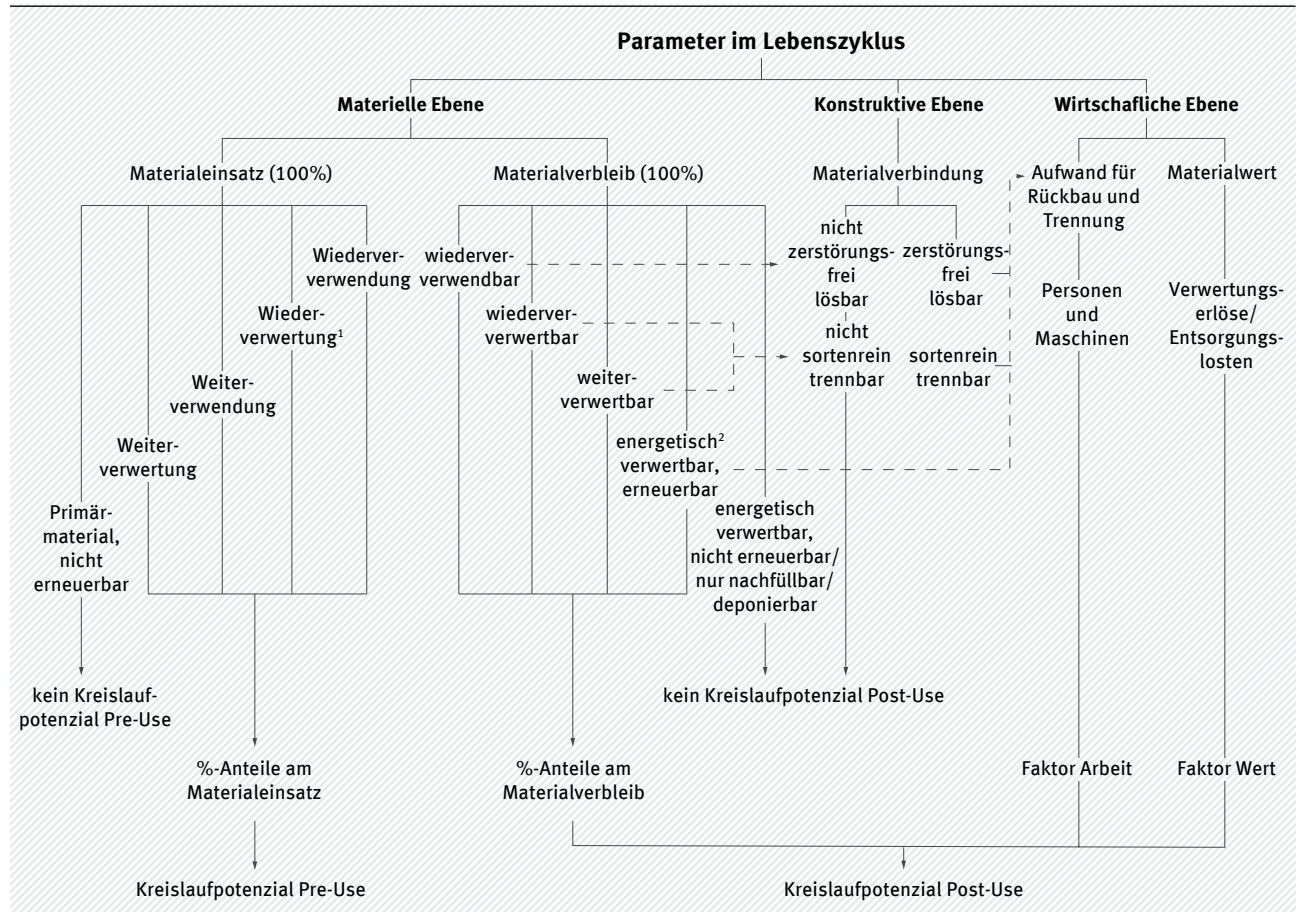 Parameter im Lebenszyklus
Materielle Ebene
Konstruktive Ebene
Wirtschafliche Ebene
Materialeinsatz (100%)
Materialverbleib (100%)
Materialverbindung
Aufwand für
Rückbau und
Trennung
Materialwert
Primär-
material,
nicht
erneuerbar
Weiter-
verwertung
Weiter-
verwendung
Wieder-
verwertung¹
Wiederver-
verwendung
wiederver-
verwendbar
wiederver-
wertbar
weiter-
verwertbar
energetisch²
verwertbar,
erneuerbar
energetisch
verwertbar,
nicht erneuerbar/
nur nachfüllbar/
deponierbar
nicht
zerstörungs-
frei
lösbar
nicht
sortenrein
trennbar
zerstörungs-
frei
lösbar
sortenrein
trennbar
Personen
und
Maschinen
Verwertungs-
erlöse/
Entsorgungs-
losten
kein Kreislauf-
potenzial Pre-Use
kein Kreislaufpotenzial Post-Use
%-Anteile am
Materialeinsatz
%-Anteile am
Materialverbleib
Faktor Arbeit
Faktor Wert
Kreislaufpotenzial Pre-Use
Kreislaufpotenzial Post-Use